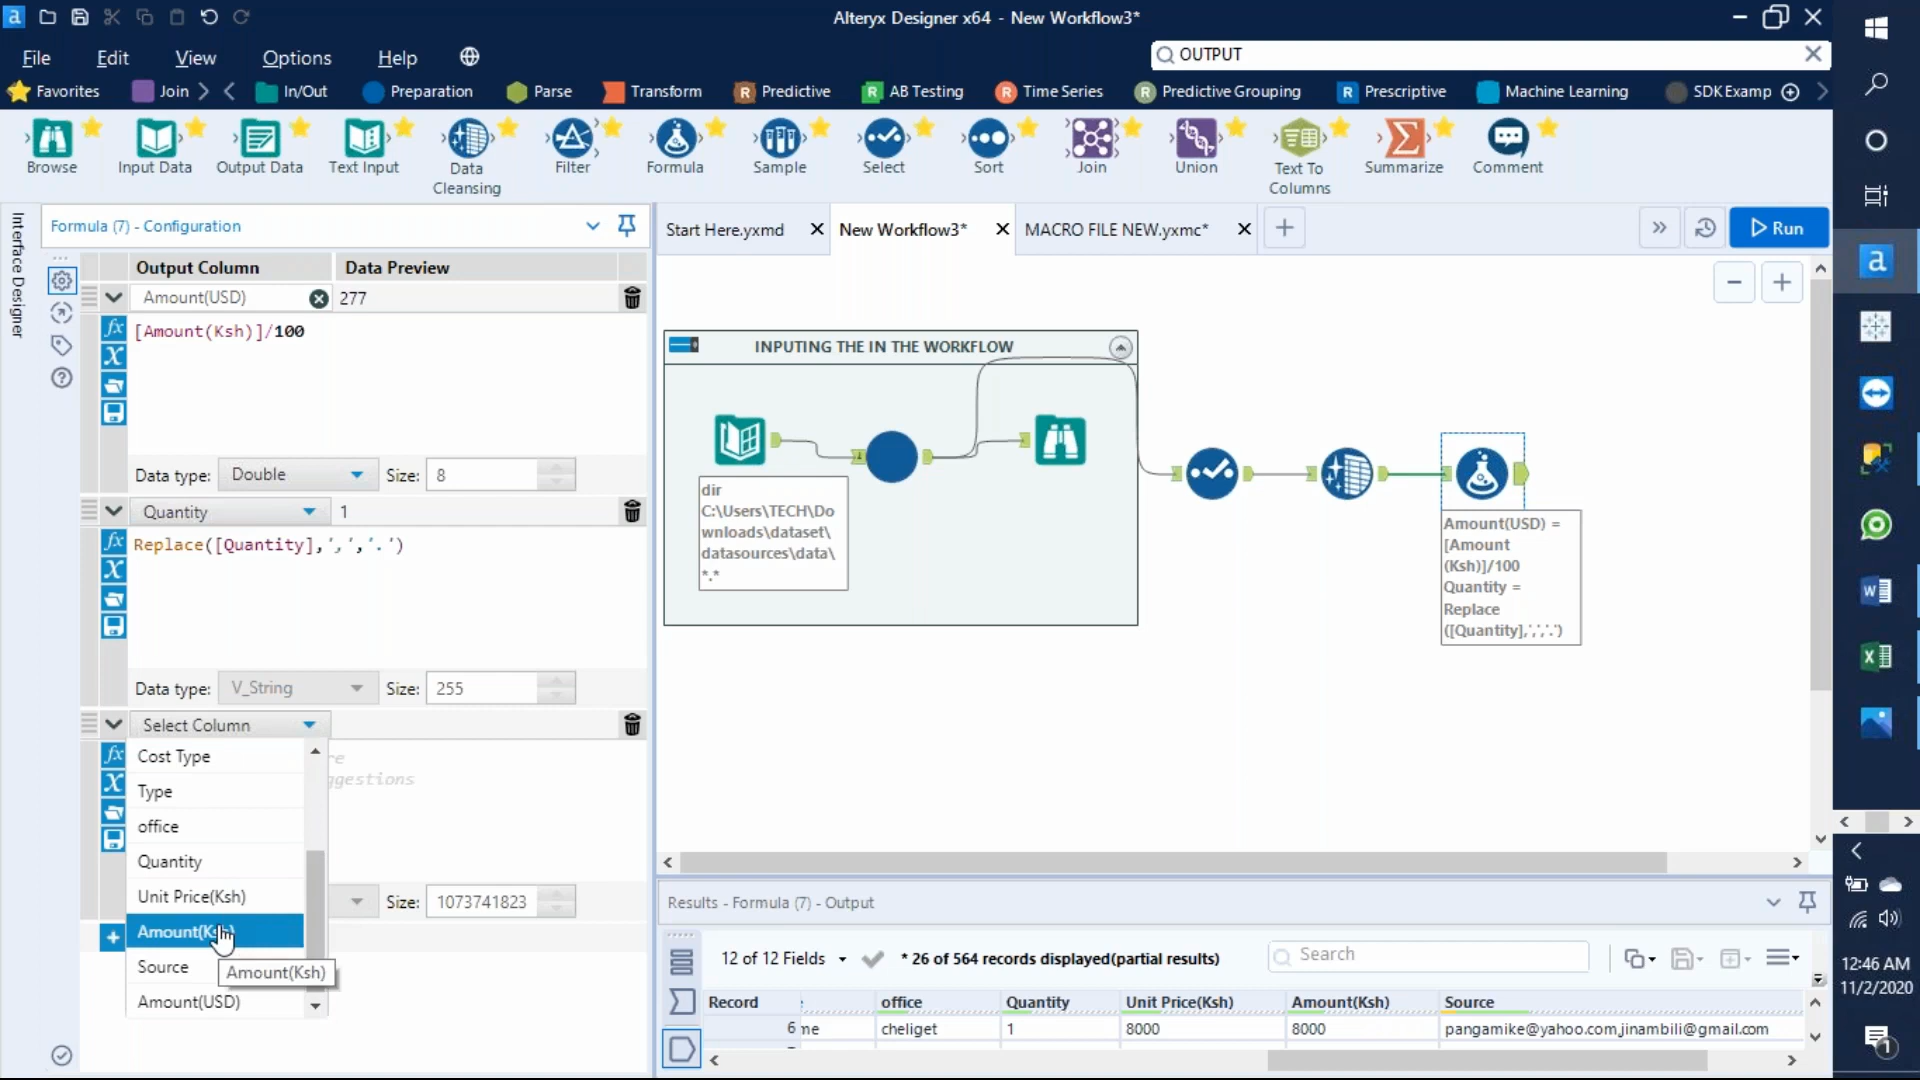 Alteryx Designer x64 - New Workflow3*
File Edit View Options Help
OUTPUT
Favorites Join In/Out Preparation Parse Transform Predictive AB Testing Time Series Predictive Grouping Prescriptive Machine Learning SDK Examp
Browse Input Data Output Data Text Input Data Cleansing Filter Formula Sample Select Sort Join Union Text To Columns Summarize Comment
Interface Designer
Formula (7) - Configuration
Start Here.yxmd New Workflow3* MACRO FILE NEW.yxmc* Run
Output Column Data Preview
Amount(USD) 277
[Amount(Ksh)]/100
Data type: Double Size: 8
Quantity 1
Replace([Quantity],',','.')
Data type: V_String Size: 255
Select Column
Cost Type
Type
office
Quantity
Unit Price(Ksh)
Amount(Ksh)
Source
Amount(Ksh)
Amount(USD)
ggestions
Size: 1073741823
INPUTING THE IN THE WORKFLOW
dir
C:\Users\TECH\Do
wnloads\dataset\
datasources\data\
*.*
Amount(USD) =
[Amount
(Ksh)]/100
Quantity =
Replace
([Quantity],',','.')
Results - Formula (7) - Output
12 of 12 Fields * 26 of 564 records displayed(partial results) Search
Record office Quantity Unit Price(Ksh) Amount(Ksh) Source
6 me cheliget 1 8000 8000 pangamike@yahoo.com,jinambili@gmail.com
12:46 AM
11/2/2020
1